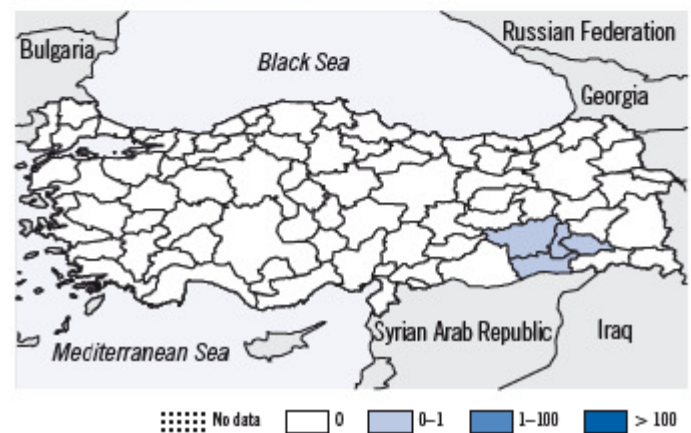 Russian Federation
Bulgaria
Black Sea
Georgia
Syrian Arab Republic
Iraq
Mediterranean Sea
No data 0 0–1 1–100 > 100